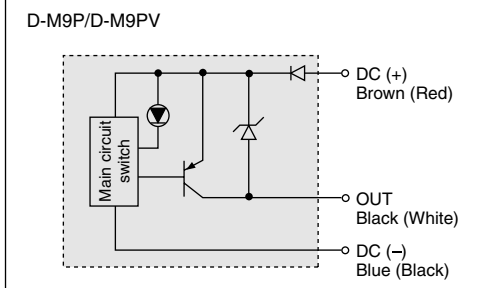 D-M9P/D-M9PV
DC (+)
Brown (Red)
Main circuit
switch
OUT
Black (White)
DC (–)
Blue (Black)